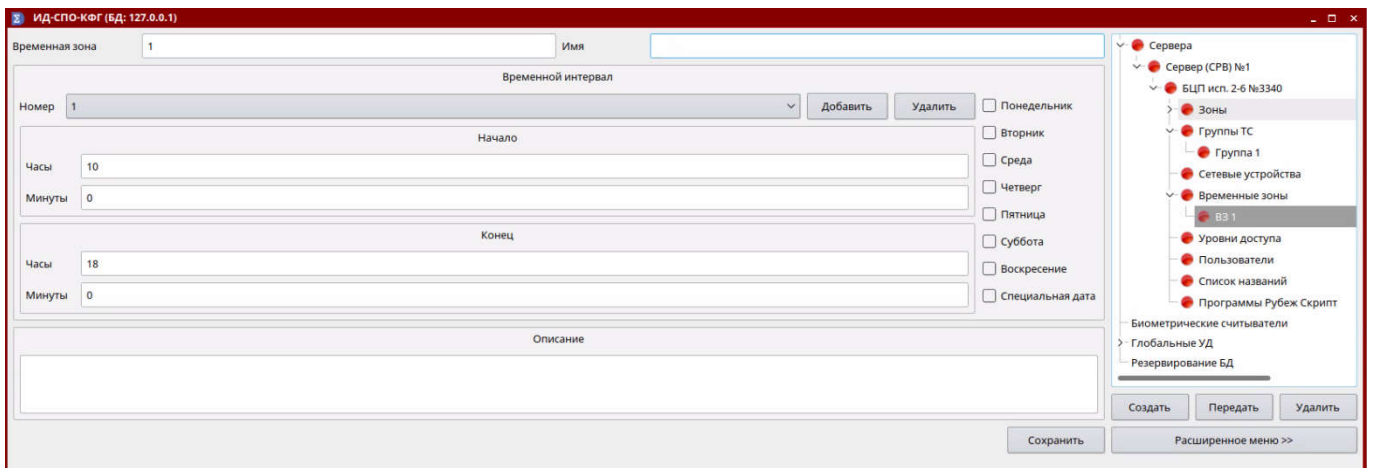 ИД-СПО-КФГ (БД: 127.0.0.1)
Временная зона 1 Имя
Временной интервал
Номер 1 Добавить Удалить
Начало
Часы 10
Минуты 0
Конец
Часы 18
Минуты 0
Понедельник
Вторник
Среда
Четверг
Пятница
Суббота
Воскресение
Специальная дата
Описание
Сохранить
Сервера
Сервер (СРВ) №1
БЦП исп. 2-6 №3340
Зоны
Группы ТС
Группа 1
Сетевые устройства
Временные зоны
ВЗ 1
Уровни доступа
Пользователи
Список названий
Программы Рубеж Скрипт
Биометрические считыватели
Глобальные УД
Резервирование БД
Создать Передать Удалить
Расширенное меню >>